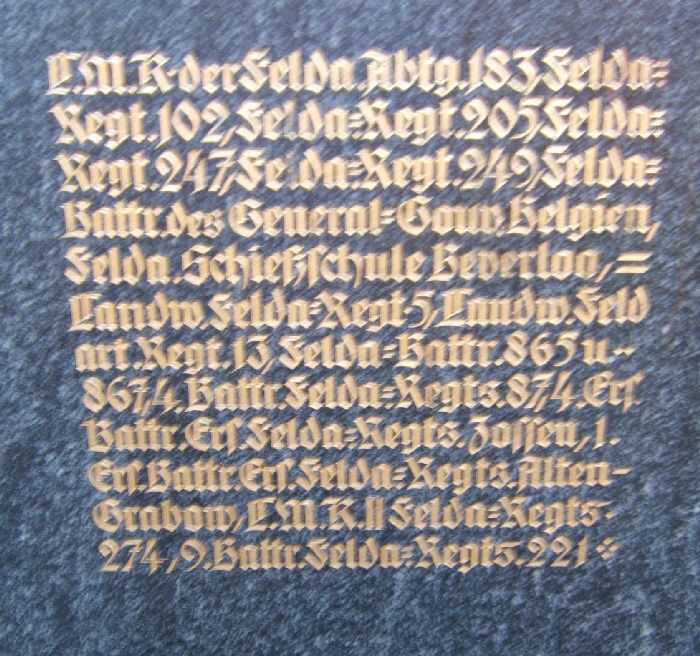 L.M.K. der Felda.Abtg.183, Felda=
Regt.102, Felda=Regt.205, Felda=
Regt.247, Felda=Regt.249, Felda=
Battr. des General=Gouv. Belgien,
Felda. Schießschule Beverloo,=
Landw. Felda=Regt 5, Landw. Feld
art. Regt. 13, Felda=Battr. 865 u-
867, 4. Battr. Felda=Regts. 87, 4. Ers.
Battr. Ers. Felda=Regts. Zossen, 1.
Ers. Battr. Ers. Felda=Regts. Alten-
Grabow, L.M.K. II Felda=Regts.
274, 9. Battr. Felda=Regts. 221